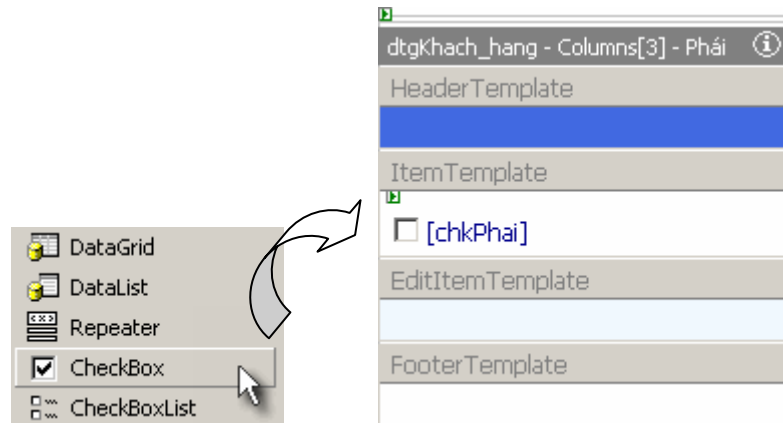 dtgKhach_hang - Columns[3] - Phái
HeaderTemplate
ItemTemplate
[chkPhai]
EditItemTemplate
FooterTemplate
DataGrid
DataList
Repeater
CheckBox
CheckBoxList